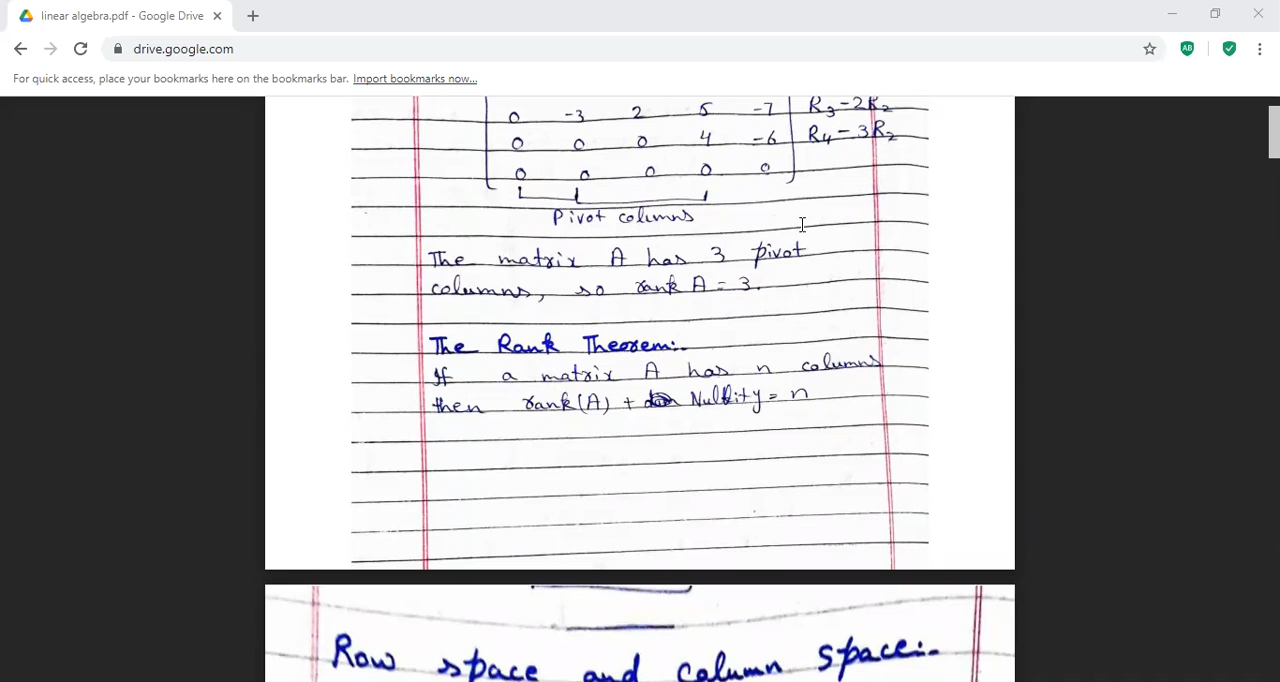 linear algebra.pdf - Google Drive
drive.google.com
For quick access, place your bookmarks here on the bookmarks bar. Import bookmarks now...
0 -3 2 5 -7 R3-2R2
0 0 0 4 -6 R4-3R2
0 0 0 0 0
Pivot columns
The matrix A has 3 pivot
columns, so rank A = 3.
The Rank Theorem:-
If a matrix A has n columns
then rank(A) + Nullity = n
Row space and column space:-